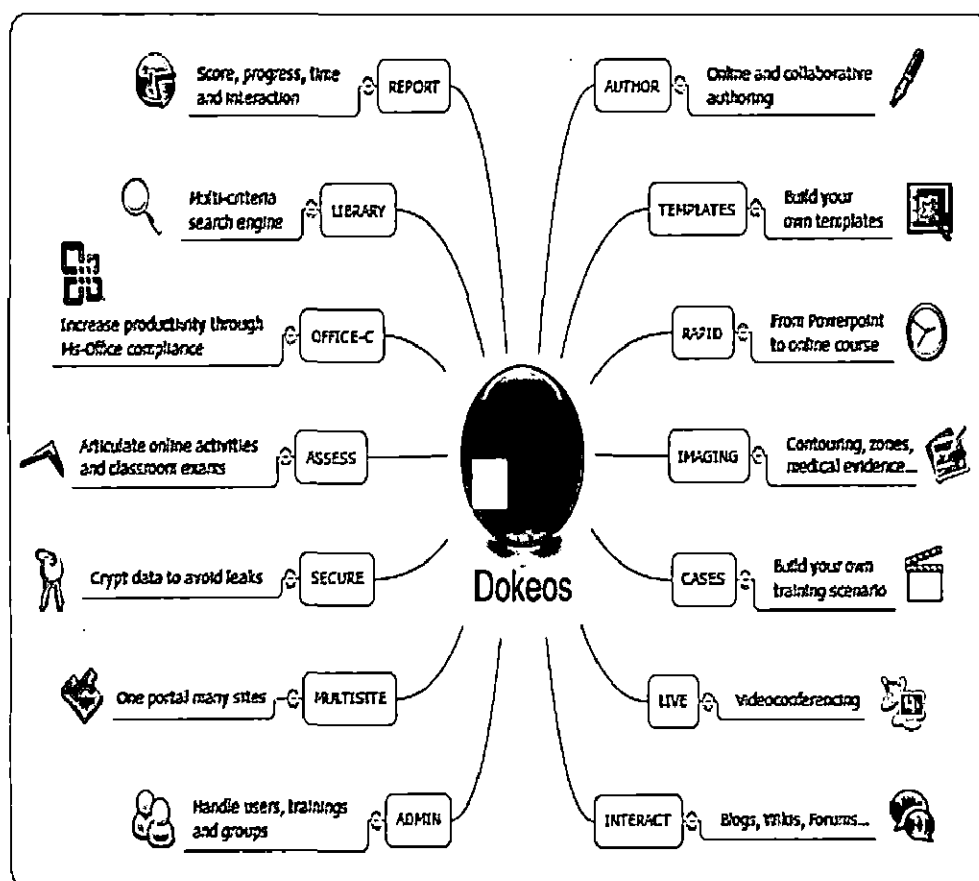 Score, progress, time
and interaction
REPORT
Multi-criteria
search engine
LIBRARY
Increase productivity through
Ms-Office compliance
OFFICE-C
Articulate online activities
and classroom exams
ASSESS
Crypt data to avoid leaks
SECURE
One portal many sites
MULTISITE
Handle users, trainings
and groups
ADMIN
Dokeos
AUTHOR
Online and collaborative
authoring
TEMPLATES
Build your
own templates
RAPID
From Powerpoint
to online course
IMAGING
Contouring, zones,
medical evidence...
CASES
Build your own
training scenario
LIVE
Videoconferencing
INTERACT
Blogs, Wikis, Forums...